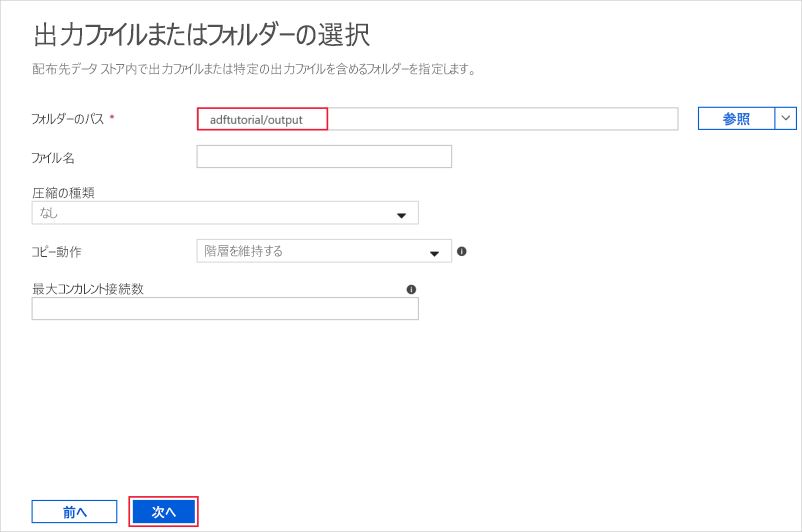 出力ファイルまたはフォルダーの選択
配布先データ ストア内で出力ファイルまたは特定の出力ファイルを含めるフォルダーを指定します。
フォルダーのパス * adftutorial/output 参照
ファイル名
圧縮の種類
なし
コピー動作 階層を維持する
最大コンカレント接続数
前へ 次へ